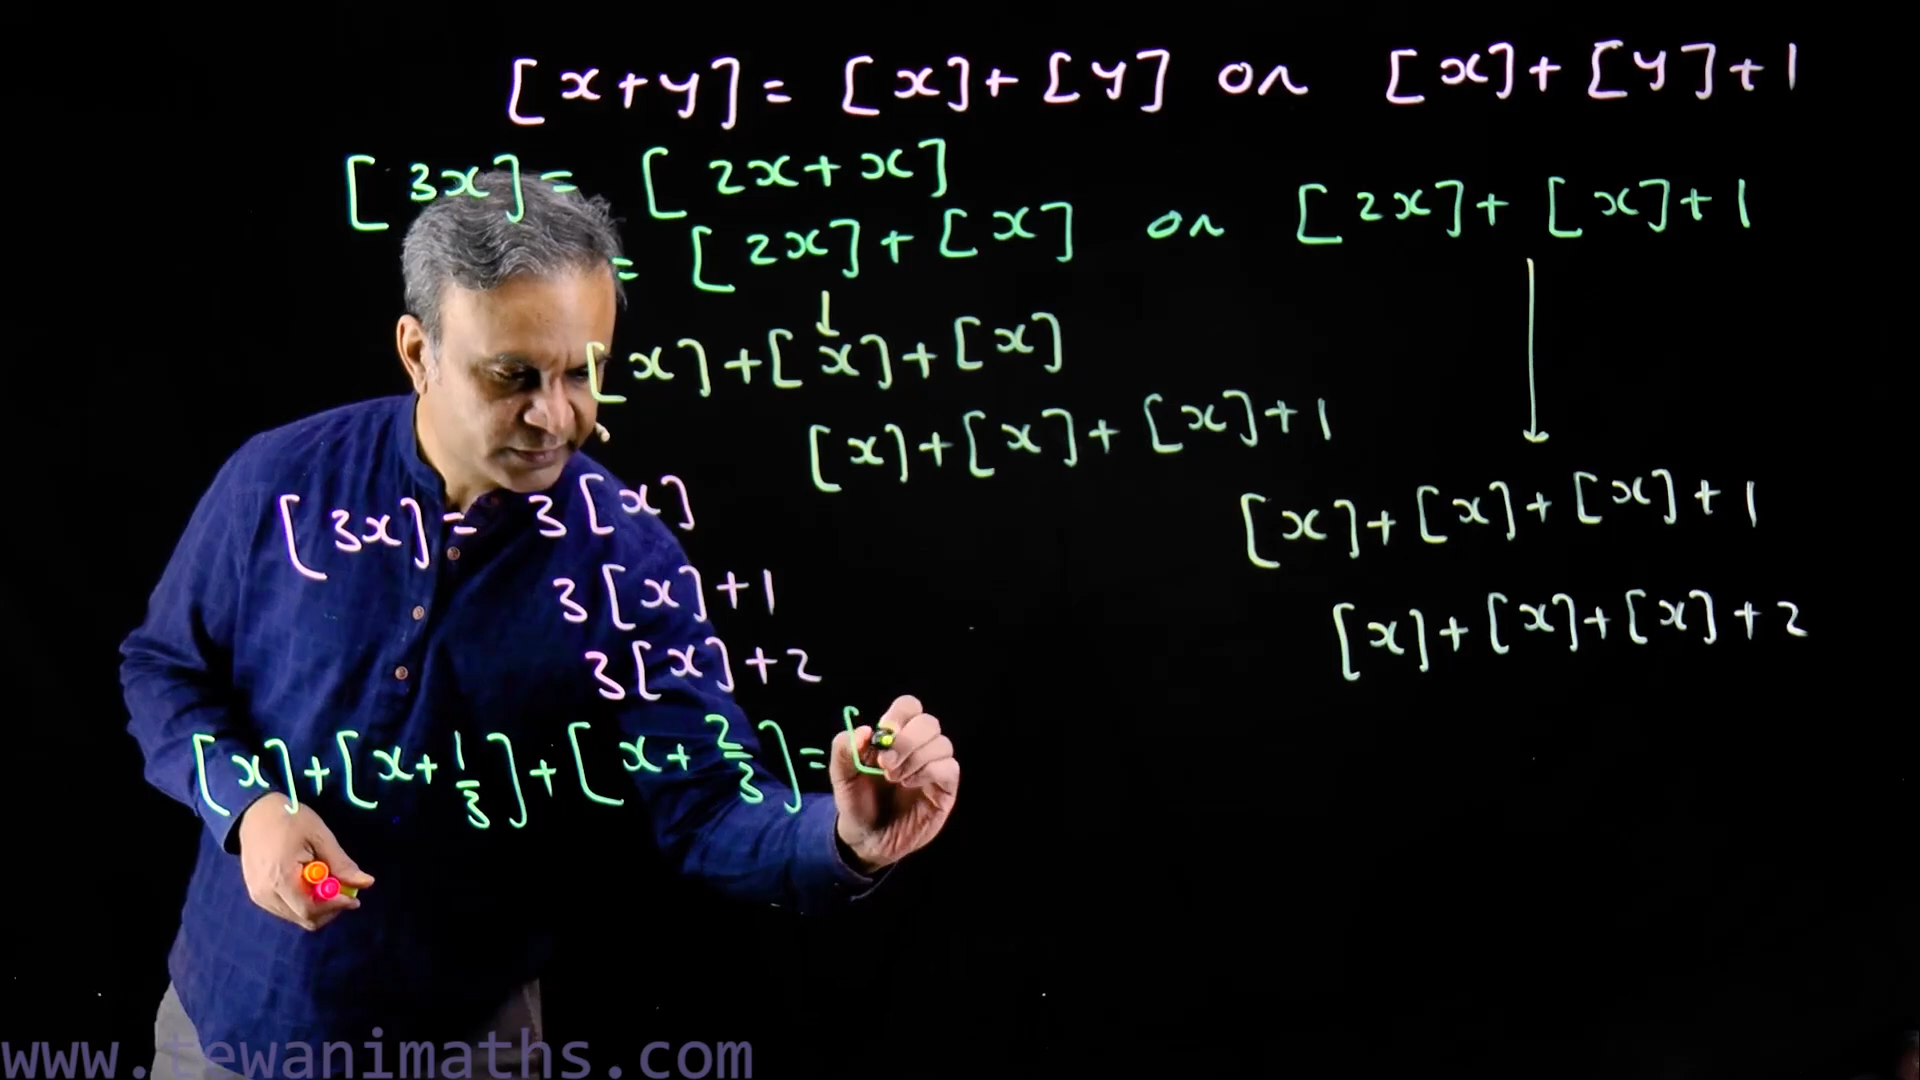 [x+y] = [x]+[y] or [x]+[y]+1
[3x] = [2x+x]
= [2x]+[x] or [2x]+[x]+1
[x]+[x]+[x]
[x]+[x]+[x]+1
[3x] = 3[x]
[x]+[x]+[x]+1
3[x]+1
[x]+[x]+[x]+2
3[x]+2
[x]+[x+1/3]+[x+2/3]=[
www.tewanimaths.com